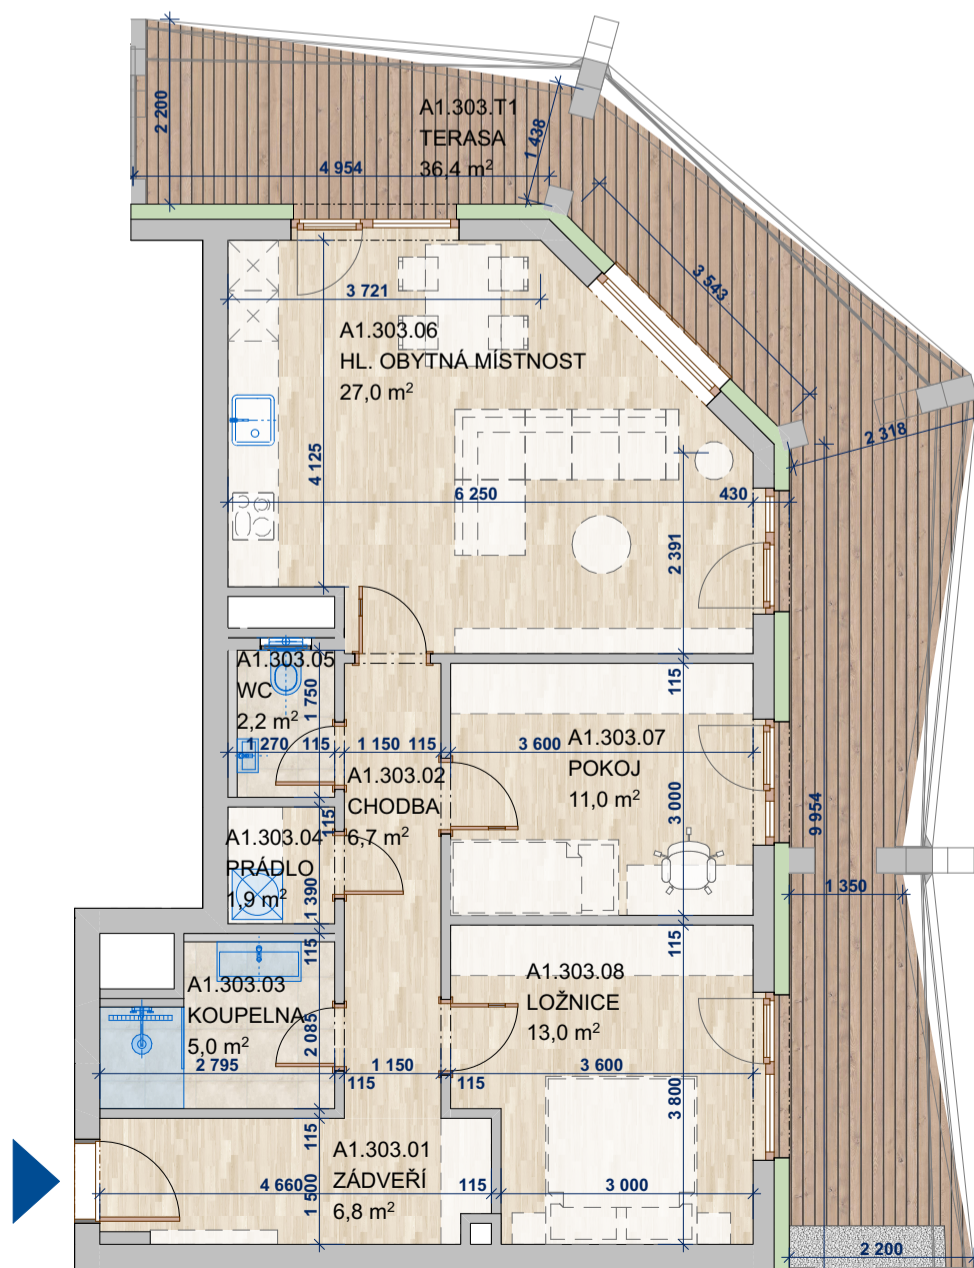 A1.303.T1
TERASA
36,4 m²
2 200
1 438
4 954
3 543
3 721
A1.303.06
HL. OBYTNÁ MÍSTNOST
27,0 m²
2 318
4 125
6 250
430
2 391
A1.303.05
WC
2,2 m²
1 750
115
1 270
115
1 150
115
3 600
A1.303.07
POKOJ
11,0 m²
A1.303.02
CHODBA
6,7 m²
3 000
9 954
115
A1.303.04
PRÁDLO
1,9 m²
1 390
1 350
115
115
A1.303.03
KOUPELNA
5,0 m²
2 085
A1.303.08
LOŽNICE
13,0 m²
2 795
115
1 150
115
3 600
3 800
115
A1.303.01
ZÁDVEŘÍ
6,8 m²
4 660
1 500
115
3 000
2 200